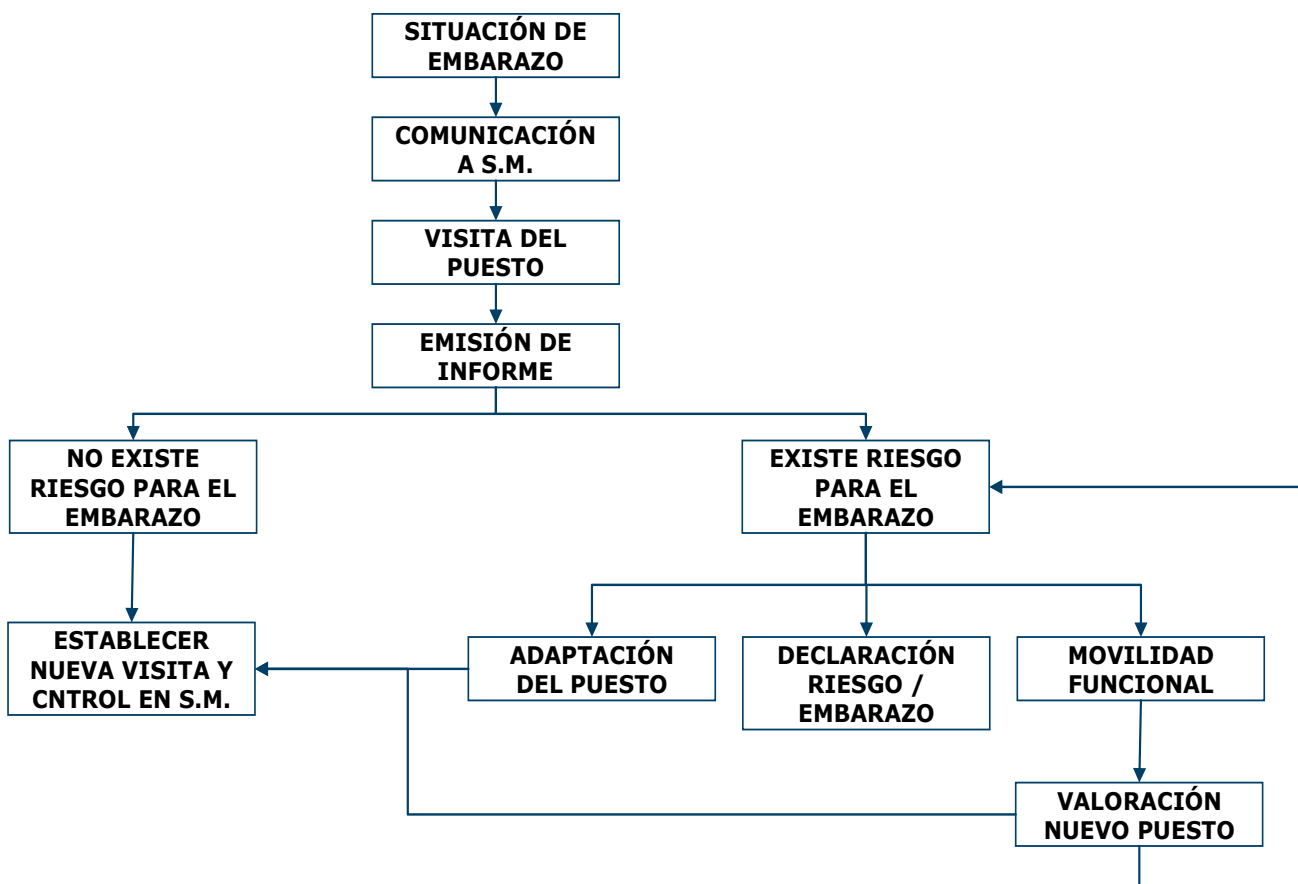 SITUACIÓN DE
EMBARAZO
COMUNICACIÓN
A S.M.
VISITA DEL
PUESTO
EMISIÓN DE
INFORME
NO EXISTE
RIESGO PARA EL
EMBARAZO
EXISTE RIESGO
PARA EL
EMBARAZO
ESTABLECER
NUEVA VISITA Y
CNTROL EN S.M.
ADAPTACIÓN
DEL PUESTO
DECLARACIÓN
RIESGO /
EMBARAZO
MOVILIDAD
FUNCIONAL
VALORACIÓN
NUEVO PUESTO